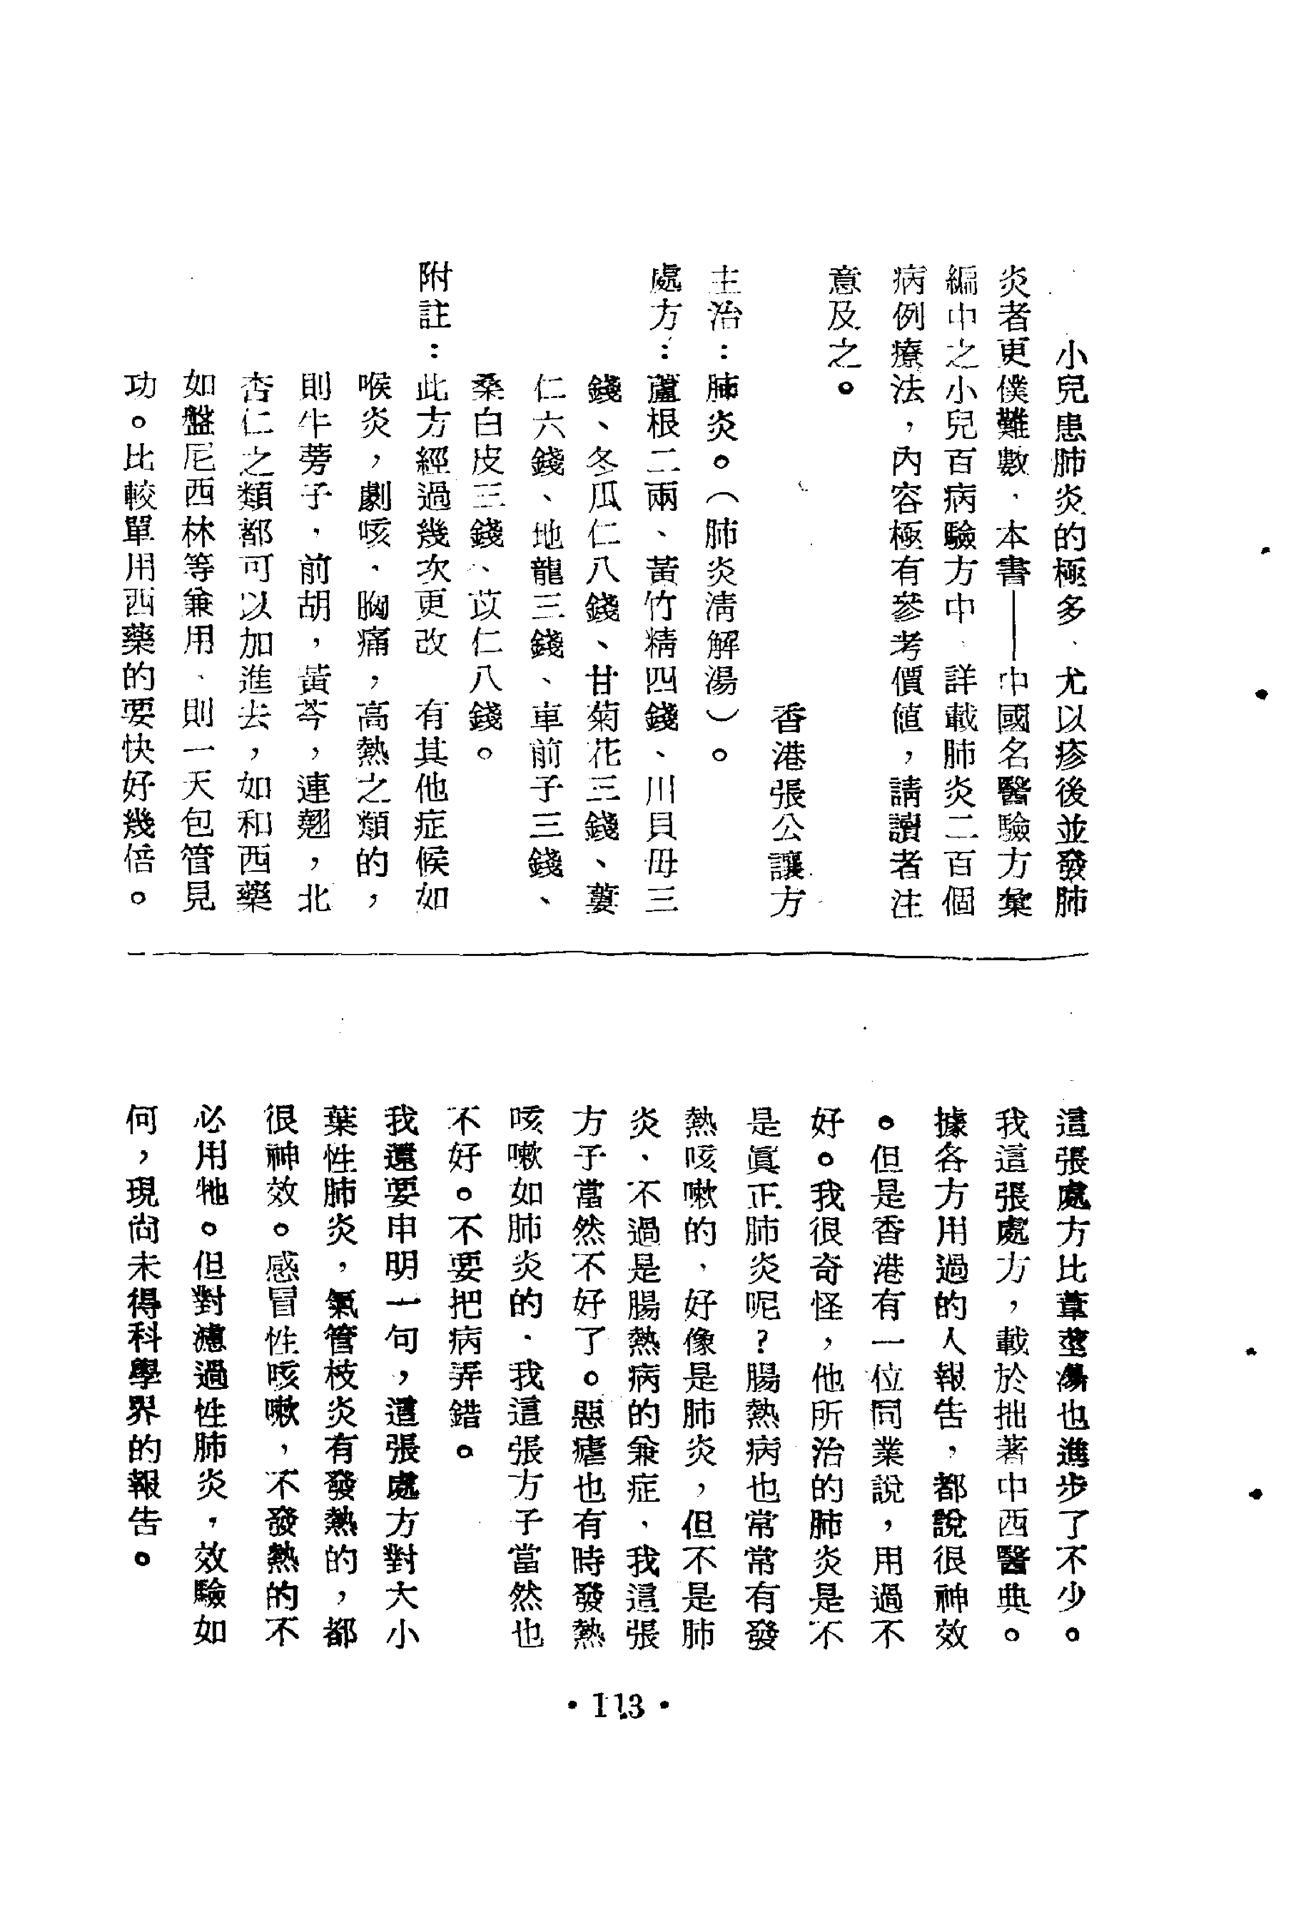 小兒患肺炎的極多、尤以疹後並發肺
炎者更僕難數，本書——中國名醫驗方彙
編中之小兒百病驗方中、詳載肺炎二百個
病例療法，內容極有參考價值，請讀者注
意及之。
香港張公讓方
主治：肺炎。（肺炎淸解湯）。
處方：蘆根二兩、黃竹精四錢、川貝毋三
錢、冬瓜仁八錢、甘菊花三錢、蔞
仁六錢、地龍三錢、車前子三錢、
桑白皮三錢、苡仁八錢。
附註：此方經過幾次更改　有其他症候如
喉炎，劇咳，胸痛，高熱之類的，
則牛蒡子，前胡，黃芩，連翹，北
杏仁之類都可以加進去，如和西藥
如盤尼西林等兼用、則一天包管見
功。比較單用西藥的要快好幾倍。
這張處方比葦莖湯也進步了不少。
我這張處方，載於拙著中西醫典。
據各方用過的人報告，都說很神效
。但是香港有一位同業說，用過不
好。我很奇怪，他所治的肺炎是不
是眞正肺炎呢？腸熱病也常常有發
熱咳嗽的，好像是肺炎，但不是肺
炎、不過是腸熱病的兼症、我這張
方子當然不好了。惡瘧也有時發熱
咳嗽如肺炎的，我這張方子當然也
不好。不要把病弄錯。
我還要申明一句，這張處方對大小
葉性肺炎，氣管枝炎有發熱的，都
很神效。感冒性咳嗽，不發熱的不
必用牠。但對濾過性肺炎，效驗如
何，現尙未得科學界的報告。
·113·